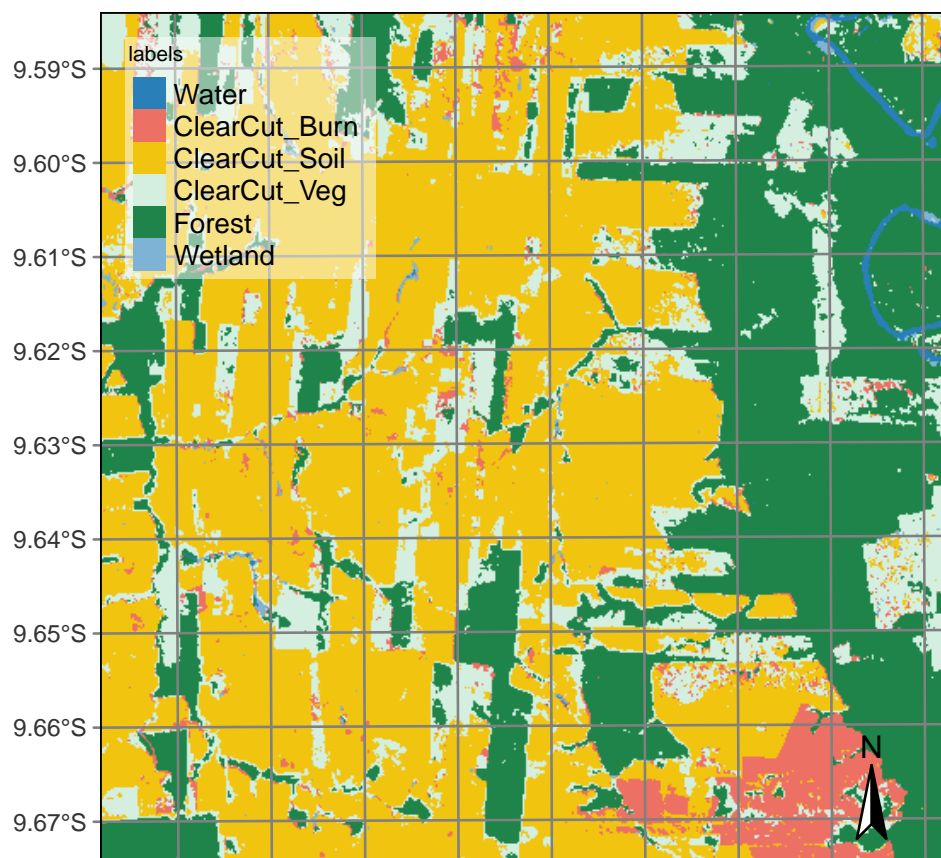 labels
Water
ClearCut_Burn
ClearCut_Soil
ClearCut_Veg
Forest
Wetland
9.59°S
9.60°S
9.61°S
9.62°S
9.63°S
9.64°S
9.65°S
9.66°S
9.67°S
N